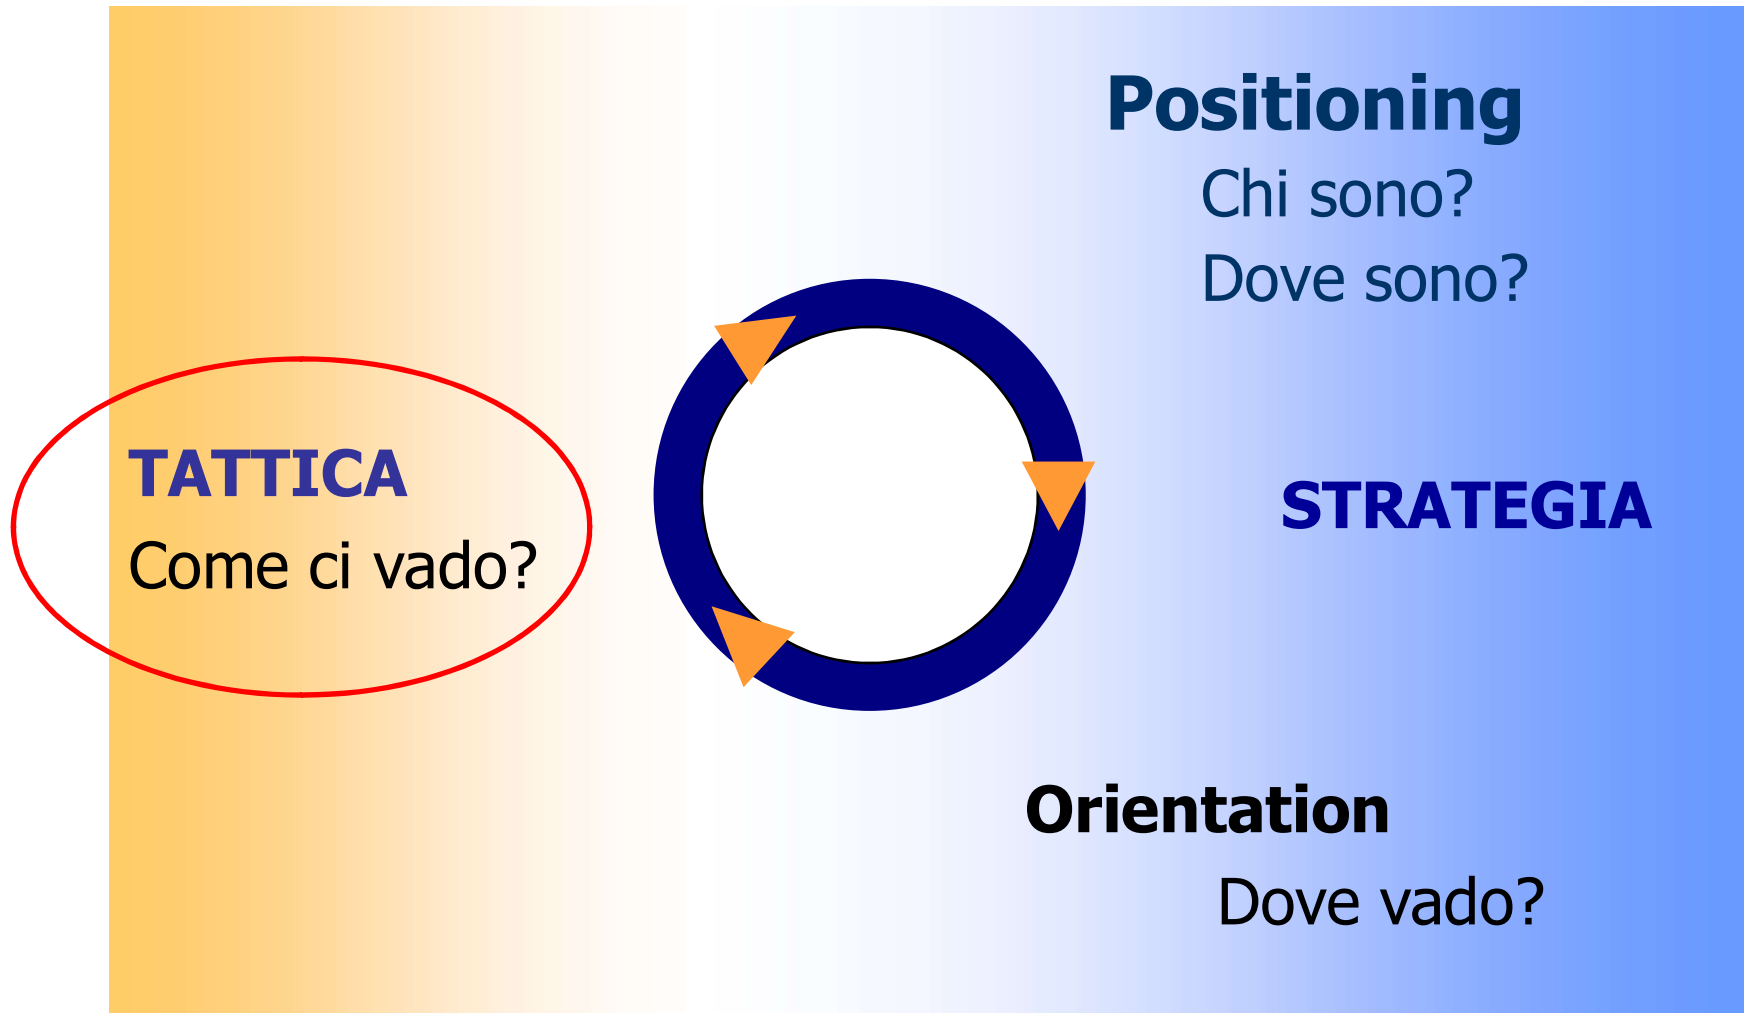 Positioning
Chi sono?
Dove sono?
TATTICA
Come ci vado?
STRATEGIA
Orientation
Dove vado?